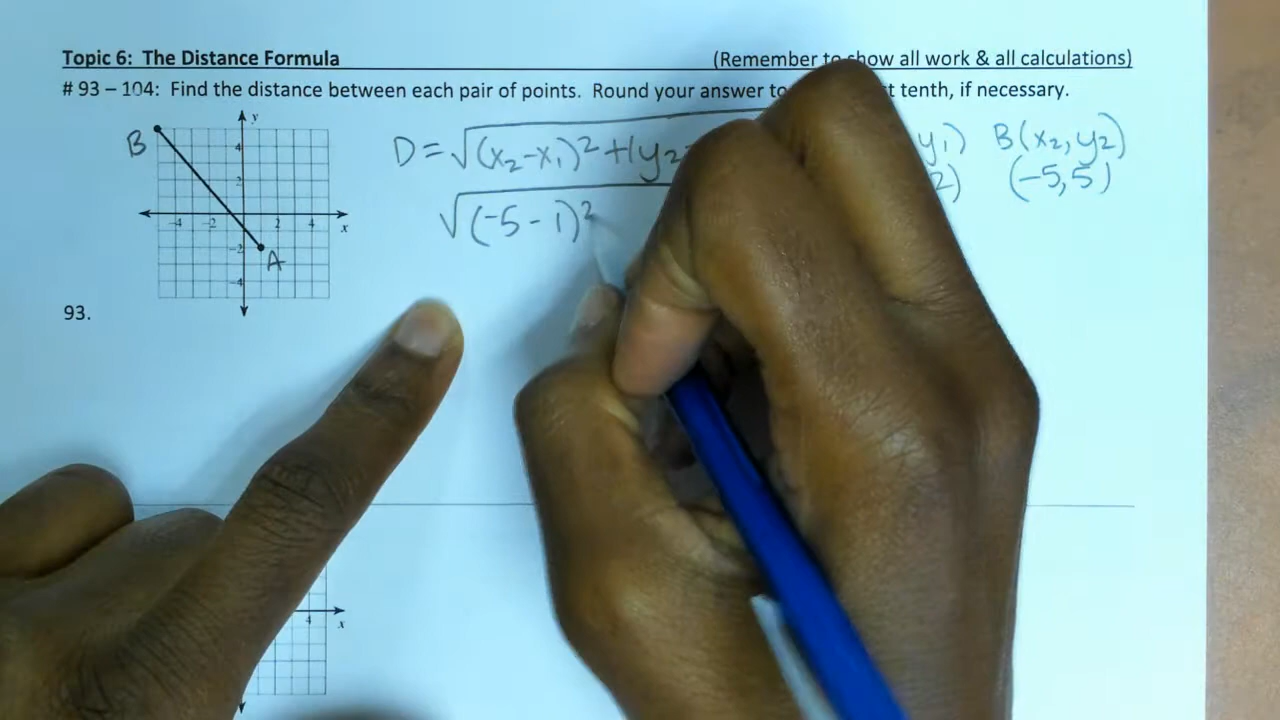 Topic 6: The Distance Formula (Remember to show all work & all calculations)
# 93 – 104: Find the distance between each pair of points. Round your answer to t tenth, if necessary.
B y 4 2 -4 -2 2 4 x -2 A -4
D = √(x₂-x₁)² + (y₂ y₁) B(x₂, y₂)
√(-5 - 1)² 2) (-5, 5)
93.
4 x